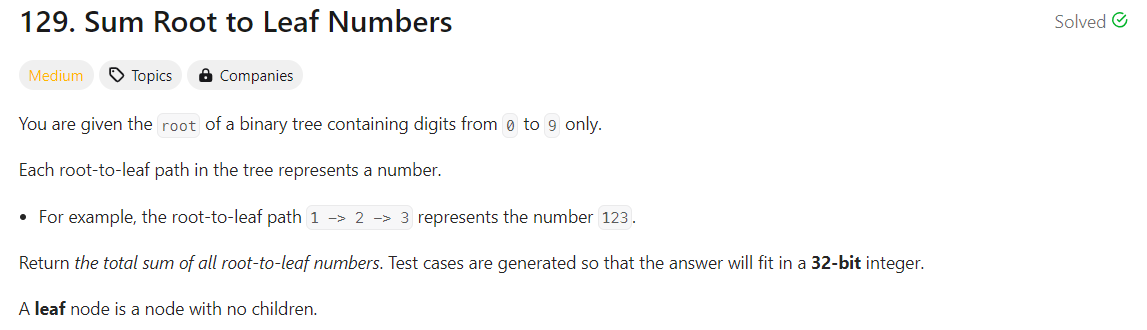 129. Sum Root to Leaf Numbers
Solved
Medium
Topics
Companies
You are given the root of a binary tree containing digits from 0 to 9 only.
Each root-to-leaf path in the tree represents a number.
• For example, the root-to-leaf path 1 -> 2 -> 3 represents the number 123.
Return the total sum of all root-to-leaf numbers. Test cases are generated so that the answer will fit in a 32-bit integer.
A leaf node is a node with no children.